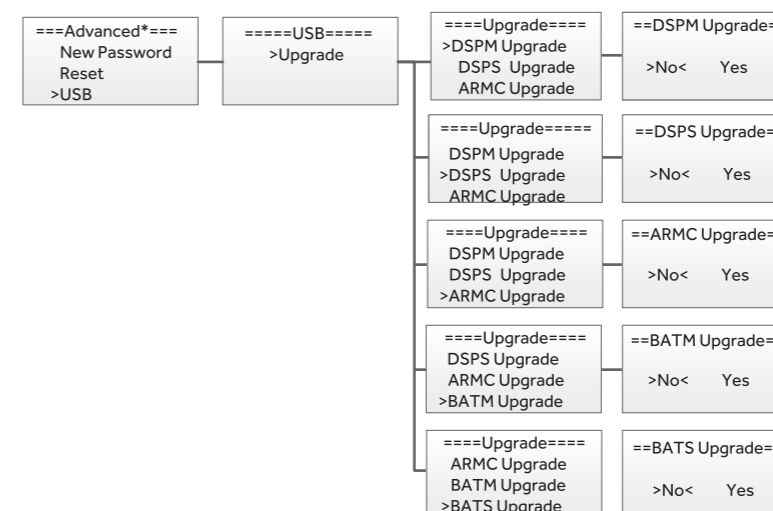 ===Advanced*===
New Password
Reset
>USB
=====USB=====
>Upgrade
====Upgrade====
>DSPM Upgrade
DSPS Upgrade
ARMC Upgrade
==DSPM Upgrade=
>No< Yes
====Upgrade=====
DSPM Upgrade
>DSPS Upgrade
ARMC Upgrade
==DSPS Upgrade=
>No< Yes
====Upgrade====
DSPM Upgrade
DSPS Upgrade
>ARMC Upgrade
==ARMC Upgrade=
>No< Yes
====Upgrade====
DSPS Upgrade
ARMC Upgrade
>BATM Upgrade
==BATM Upgrade=
>No< Yes
====Upgrade====
ARMC Upgrade
BATM Upgrade
>BATS Upgrade
==BATS Upgrade=
>No< Yes